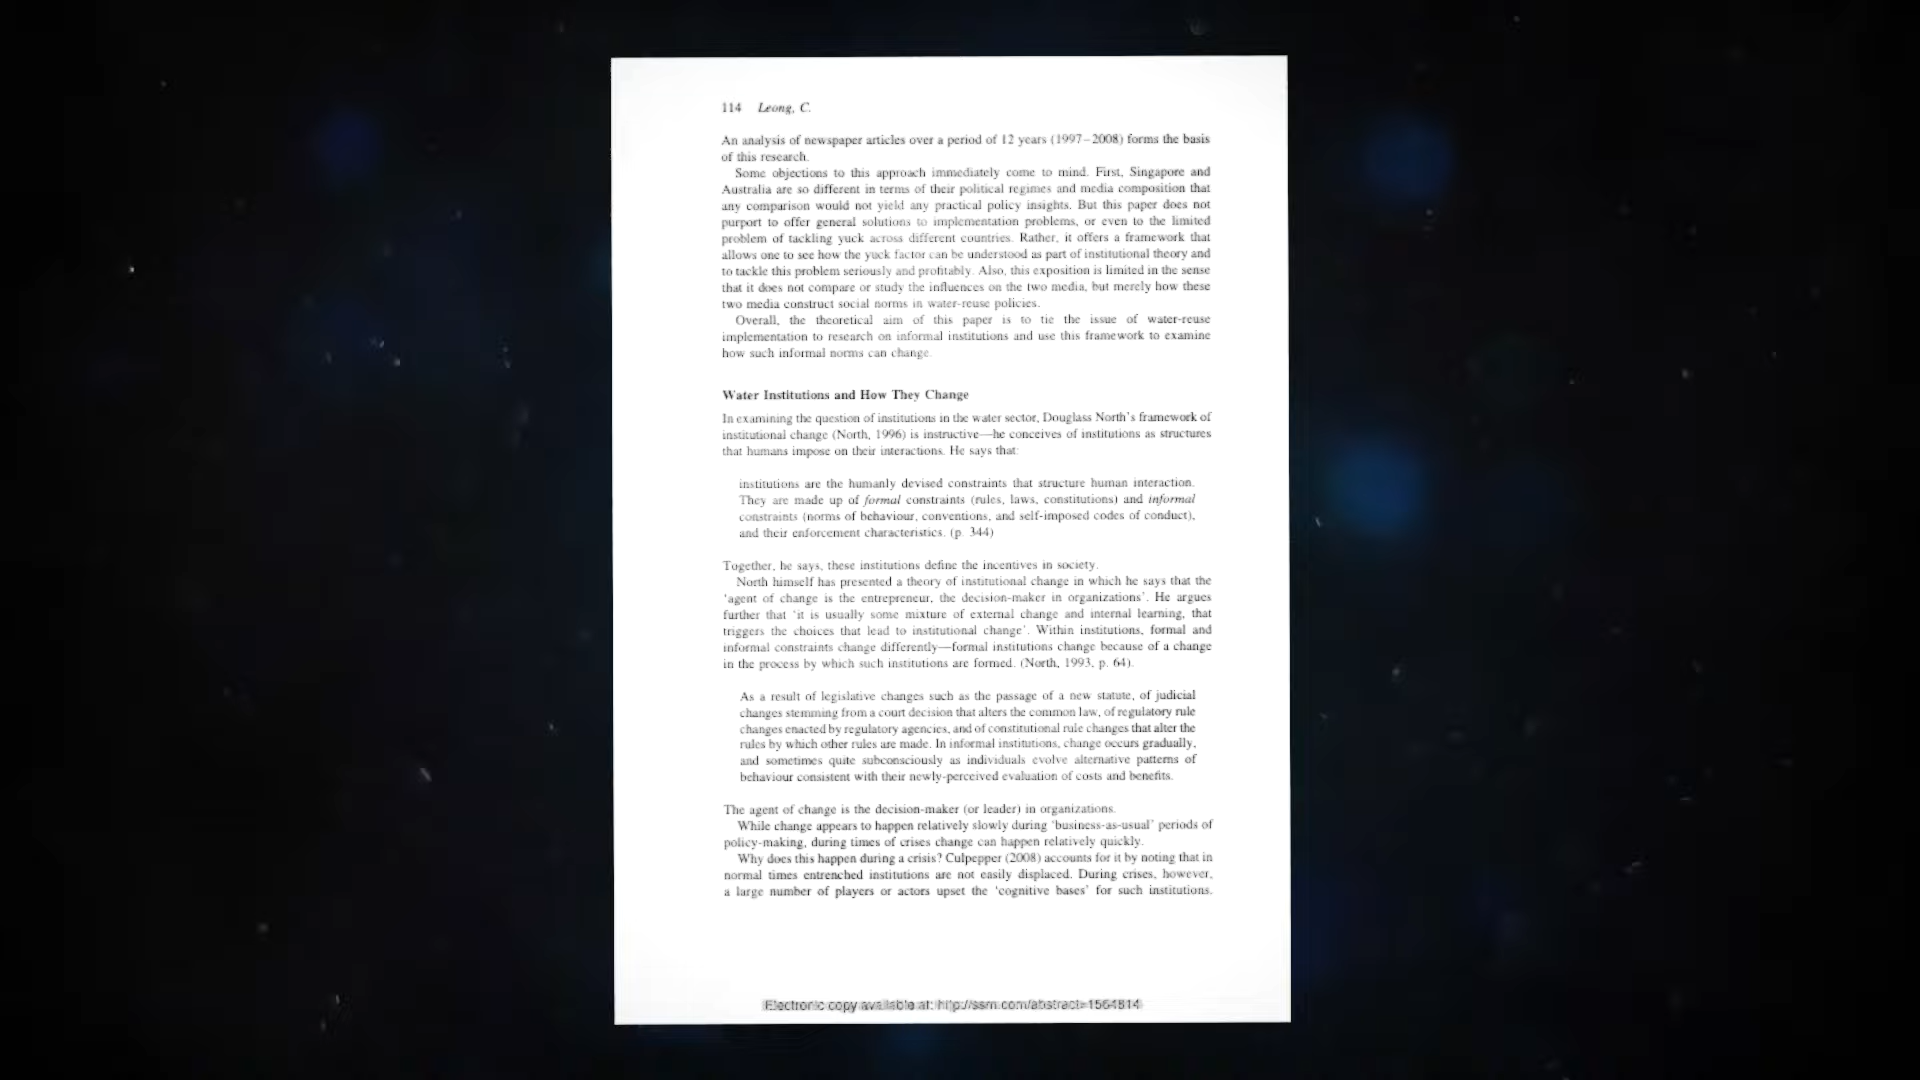 114 Leong, C.
An analysis of newspaper articles over a period of 12 years (1997–2008) forms the basis
of this research.
Some objections to this approach immediately come to mind. First, Singapore and
Australia are so different in terms of their political regimes and media composition that
any comparison would not yield any practical policy insights. But this paper does not
purport to offer general solutions to implementation problems, or even to the limited
problem of tackling yuck across different countries. Rather, it offers a framework that
allows one to see how the yuck factor can be understood as part of institutional theory and
to tackle this problem seriously and profitably. Also, this exposition is limited in the sense
that it does not compare or study the influences on the two media, but merely how these
two media construct social norms in water-reuse policies.
Overall, the theoretical aim of this paper is to tie the issue of water-reuse
implementation to research on informal institutions and use this framework to examine
how such informal norms can change.
Water Institutions and How They Change
In examining the question of institutions in the water sector, Douglass North's framework of
institutional change (North, 1996) is instructive—he conceives of institutions as structures
that humans impose on their interactions. He says that:
institutions are the humanly devised constraints that structure human interaction.
They are made up of formal constraints (rules, laws, constitutions) and informal
constraints (norms of behaviour, conventions, and self-imposed codes of conduct),
and their enforcement characteristics. (p. 344)
Together, he says, these institutions define the incentives in society.
North himself has presented a theory of institutional change in which he says that the
'agent of change is the entrepreneur, the decision-maker in organizations'. He argues
further that 'it is usually some mixture of external change and internal learning, that
triggers the choices that lead to institutional change'. Within institutions, formal and
informal constraints change differently—formal institutions change because of a change
in the process by which such institutions are formed. (North, 1993, p. 64).
As a result of legislative changes such as the passage of a new statute, of judicial
changes stemming from a court decision that alters the common law, of regulatory rule
changes enacted by regulatory agencies, and of constitutional rule changes that alter the
rules by which other rules are made. In informal institutions, change occurs gradually,
and sometimes quite subconsciously as individuals evolve alternative patterns of
behaviour consistent with their newly-perceived evaluation of costs and benefits.
The agent of change is the decision-maker (or leader) in organizations.
While change appears to happen relatively slowly during 'business-as-usual' periods of
policy-making, during times of crises change can happen relatively quickly.
Why does this happen during a crisis? Culpepper (2008) accounts for it by noting that in
normal times entrenched institutions are not easily displaced. During crises, however,
a large number of players or actors upset the 'cognitive bases' for such institutions.
Electronic copy available at: http://ssrn.com/abstract=1564814